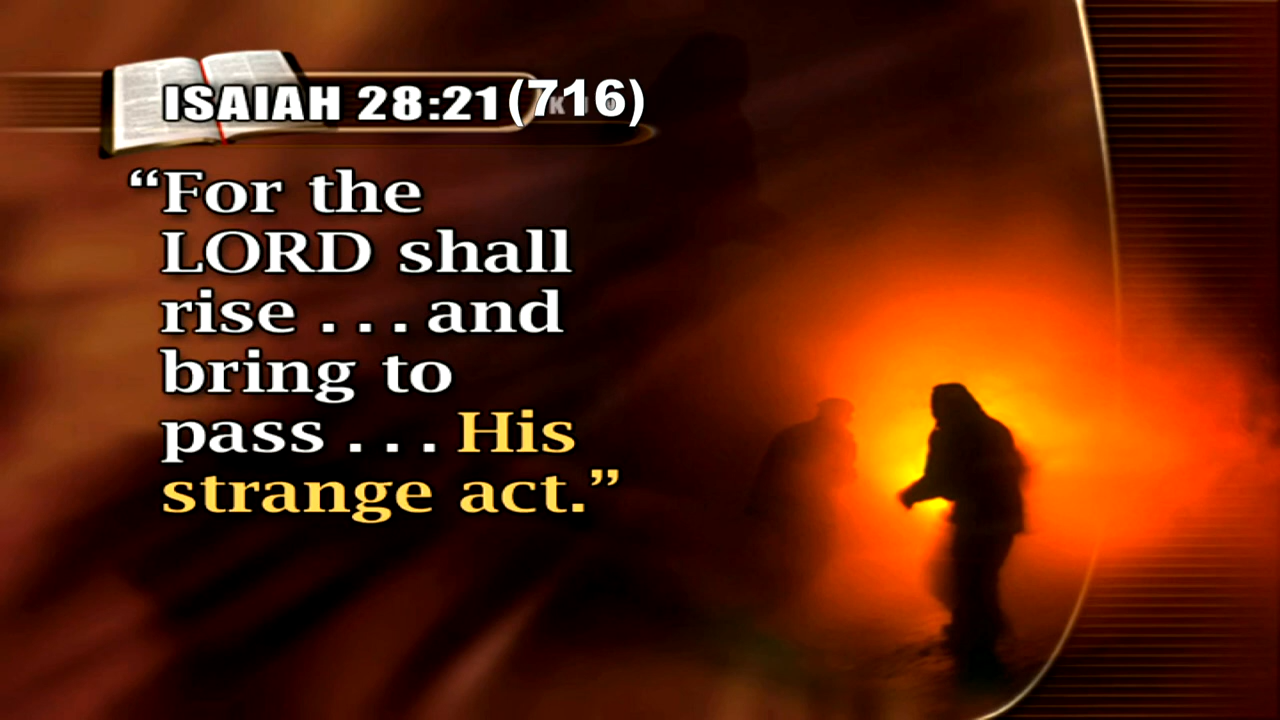 ISAIAH 28:21(716)
“For the
LORD shall
rise . . . and
bring to
pass . . . His
strange act.”